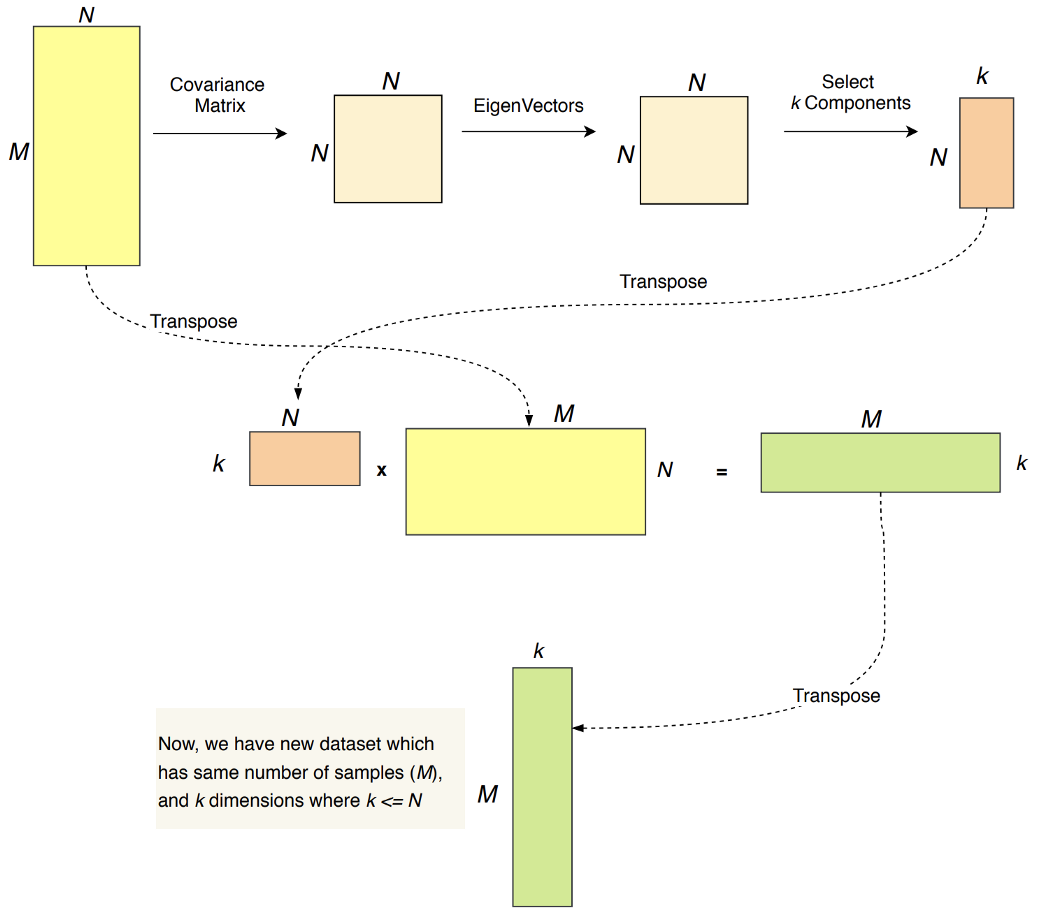 N
M
Covariance
Matrix
N
N
EigenVectors
N
N
Select
k Components
k
N
Transpose
Transpose
N
k
x
M
N
=
M
k
Transpose
k
M
Now, we have new dataset which
has same number of samples (M),
and k dimensions where k <= N